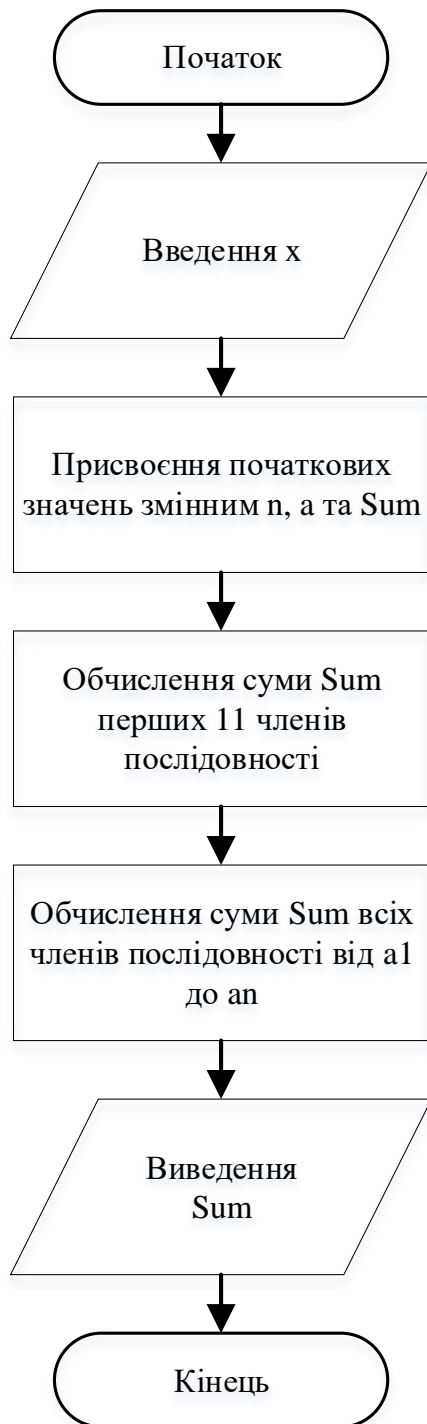 Початок
Введення x
Присвоєння початкових
значень змінним n, a та Sum
Обчислення суми Sum
перших 11 членів
послідовності
Обчислення суми Sum всіх
членів послідовності від a1
до an
Виведення
Sum
Кінець